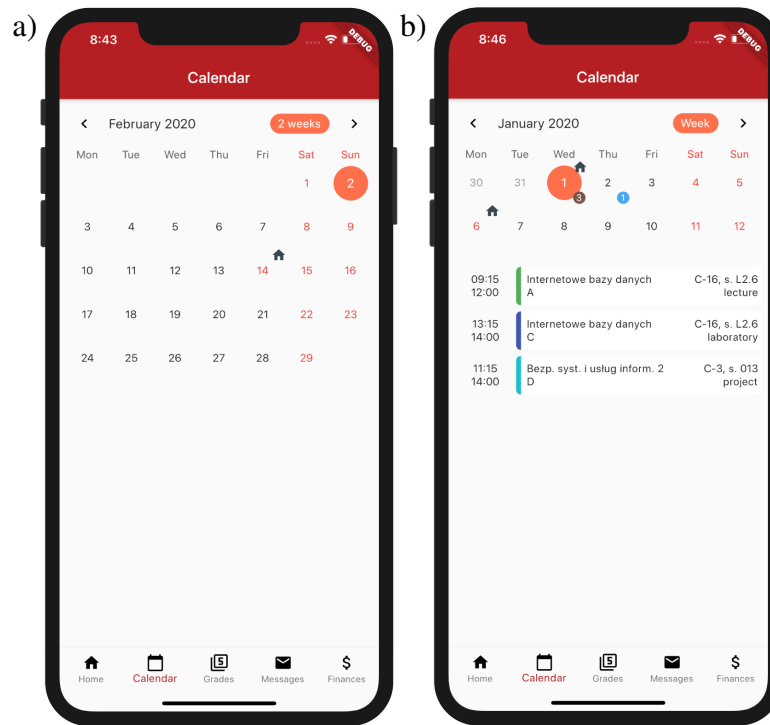 a)
8:43
DEBUG
Calendar
February 2020
2 weeks
Mon Tue Wed Thu Fri Sat Sun
1 2
3 4 5 6 7 8 9
10 11 12 13 14 15 16
17 18 19 20 21 22 23
24 25 26 27 28 29
5
Home Calendar Grades Messages Finances
b)
8:46
DEBUG
Calendar
January 2020
Week
Mon Tue Wed Thu Fri Sat Sun
30 31 1 2 3 4 5
3 1
6 7 8 9 10 11 12
09:15 Internetowe bazy danych C-16, s. L2.6
12:00 A lecture
13:15 Internetowe bazy danych C-16, s. L2.6
14:00 C laboratory
11:15 Bezp. syst. i usług inform. 2 C-3, s. 013
14:00 D project
5 $
Home Calendar Grades Messages Finances